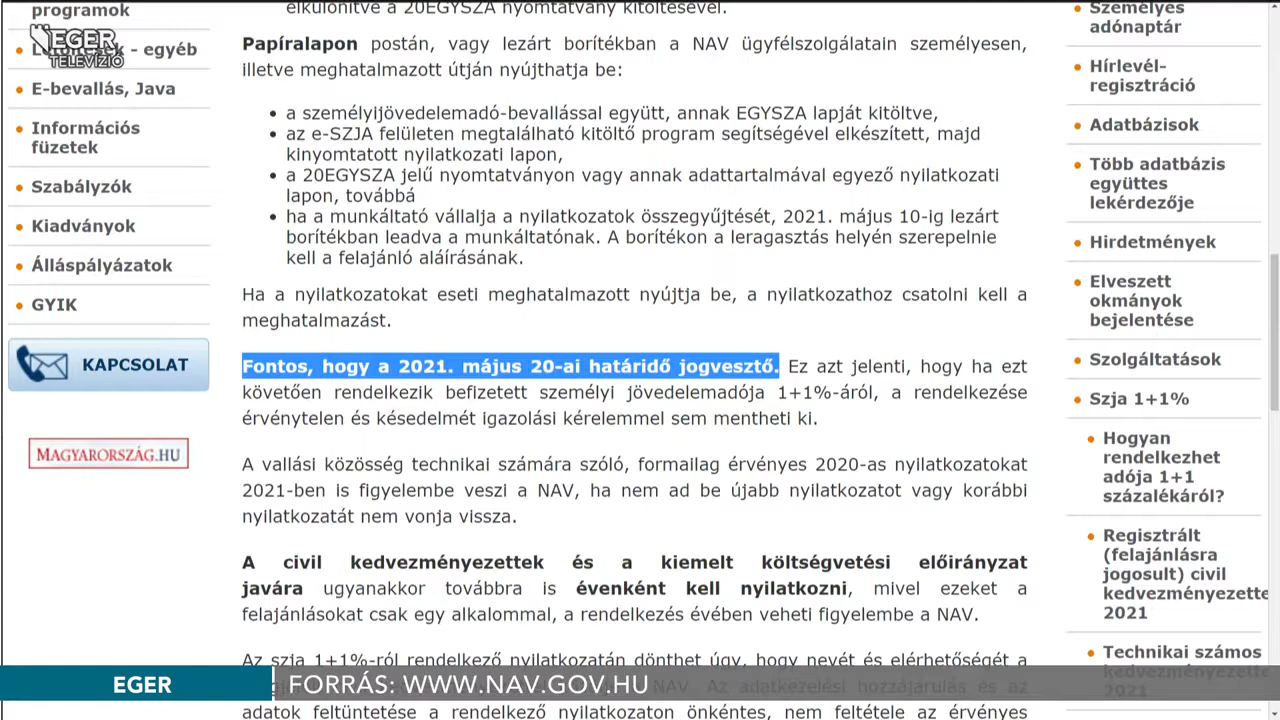 programok
Letöltések - egyéb
EGER
TELEVÍZIÓ
E-bevallás, Java
Információs
füzetek
Szabályzók
Kiadványok
Álláspályázatok
GYIK
KAPCSOLAT
MAGYARORSZÁG.HU
elkülönítve a 20EGYSZA nyomtatvány kitöltésével.
Papíralapon postán, vagy lezárt borítékban a NAV ügyfélszolgálatain személyesen,
illetve meghatalmazott útján nyújthatja be:
• a személyijövedelemadó-bevallással együtt, annak EGYSZA lapját kitöltve,
• az e-SZJA felületen megtalálható kitöltő program segítségével elkészített, majd
kinyomtatott nyilatkozati lapon,
• a 20EGYSZA jelű nyomtatványon vagy annak adattartalmával egyező nyilatkozati
lapon, továbbá
• ha a munkáltató vállalja a nyilatkozatok összegyűjtését, 2021. május 10-ig lezárt
borítékban leadva a munkáltatónak. A borítékon a leragasztás helyén szerepelnie
kell a felajánló aláírásának.
Ha a nyilatkozatokat eseti meghatalmazott nyújtja be, a nyilatkozathoz csatolni kell a
meghatalmazást.
Fontos, hogy a 2021. május 20-ai határidő jogvesztő. Ez azt jelenti, hogy ha ezt
követően rendelkezik befizetett személyi jövedelemadója 1+1%-áról, a rendelkezése
érvénytelen és késedelmét igazolási kérelemmel sem mentheti ki.
A vallási közösség technikai számára szóló, formailag érvényes 2020-as nyilatkozatokat
2021-ben is figyelembe veszi a NAV, ha nem ad be újabb nyilatkozatot vagy korábbi
nyilatkozatát nem vonja vissza.
A civil kedvezményezettek és a kiemelt költségvetési előirányzat
javára ugyanakkor továbbra is évenként kell nyilatkozni, mivel ezeket a
felajánlásokat csak egy alkalommal, a rendelkezés évében veheti figyelembe a NAV.
Az szja 1+1%-ról rendelkező nyilatkozatán dönthet úgy, hogy nevét és elérhetőségét a
NAV. Az adatkezelési hozzájárulás és az
adatok feltüntetése a rendelkező nyilatkozaton önkéntes, nem feltétele az érvényes
Személyes
adónaptár
Hírlevél-
regisztráció
Adatbázisok
Több adatbázis
együttes
lekérdezője
Hirdetmények
Elveszett
okmányok
bejelentése
Szolgáltatások
Szja 1+1%
Hogyan
rendelkezhet
adója 1+1
százalékáról?
Regisztrált
(felajánlásra
jogosult) civil
kedvezményezette
2021
Technikai számos
kedvezményezette
2021
EGER
FORRÁS: WWW.NAV.GOV.HU